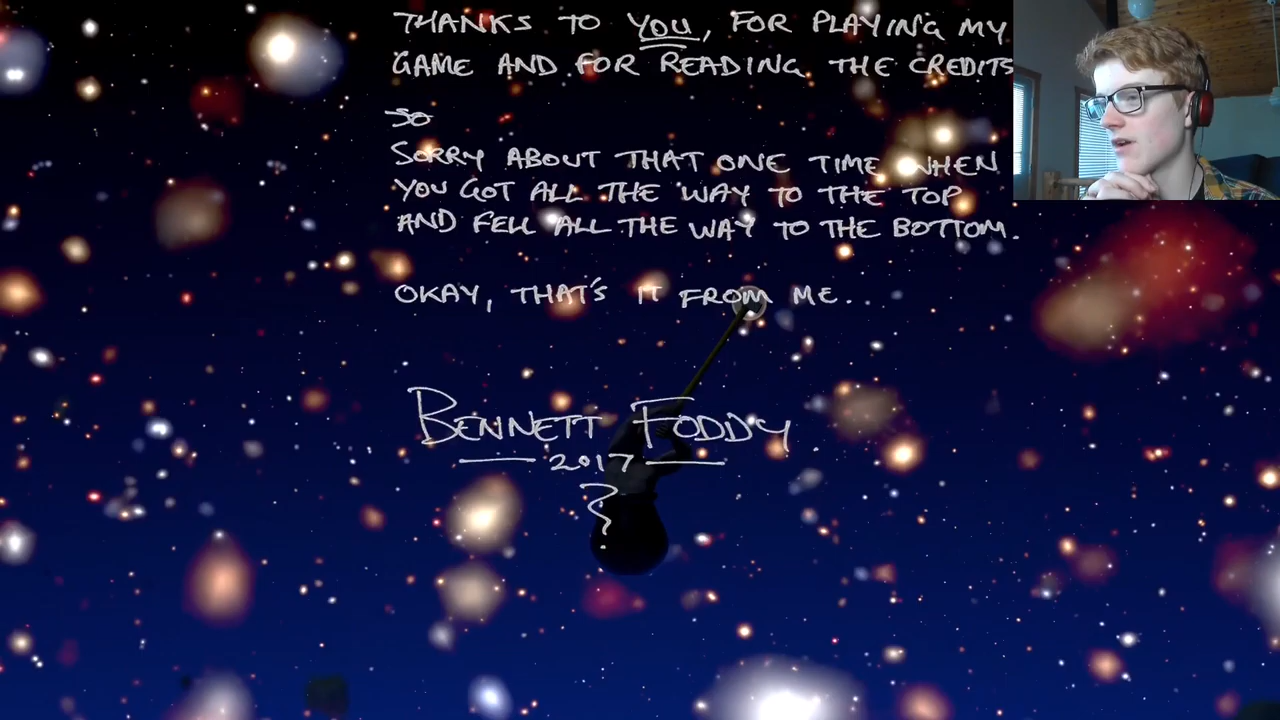 THANKS TO YOU, FOR PLAYING MY
GAME AND FOR READING THE CREDITS
SO
SORRY ABOUT THAT ONE TIME WHEN
YOU GOT ALL THE WAY TO THE TOP
AND FELL ALL THE WAY TO THE BOTTOM.
OKAY, THAT'S IT FROM ME.
BENNETT FODDY
— 2017 —
?